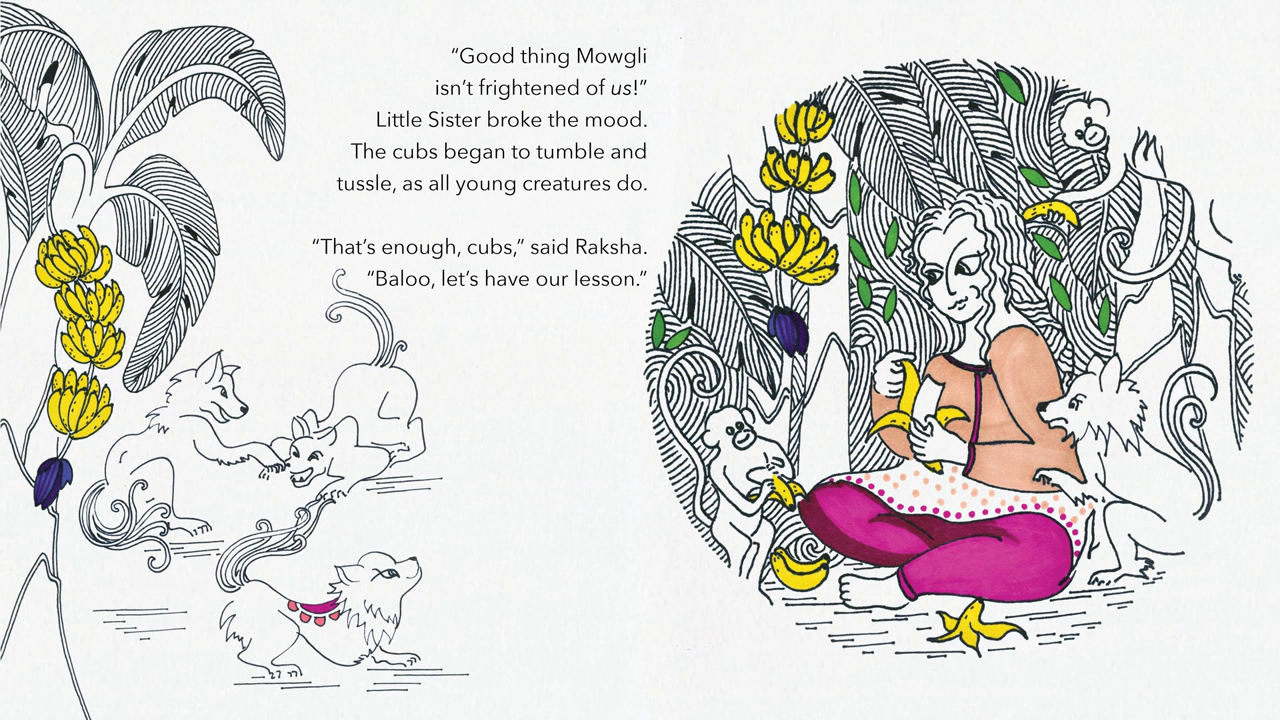 “Good thing Mowgli
isn’t frightened of us!”
Little Sister broke the mood.
The cubs began to tumble and
tussle, as all young creatures do.
“That’s enough, cubs,” said Raksha.
“Baloo, let’s have our lesson.”